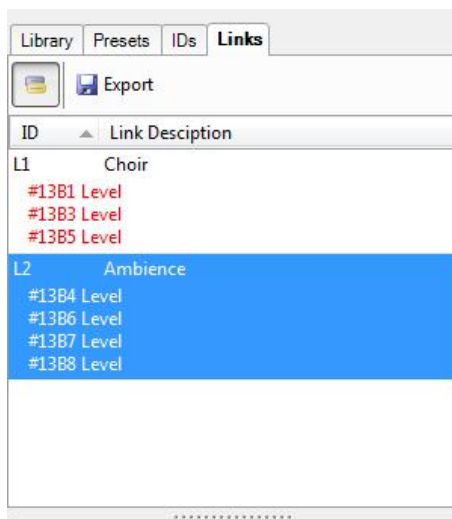 Library Presets IDs Links
Export
ID Link Desciption
L1 Choir
#13B1 Level
#13B3 Level
#13B5 Level
L2 Ambience
#13B4 Level
#13B6 Level
#13B7 Level
#13B8 Level